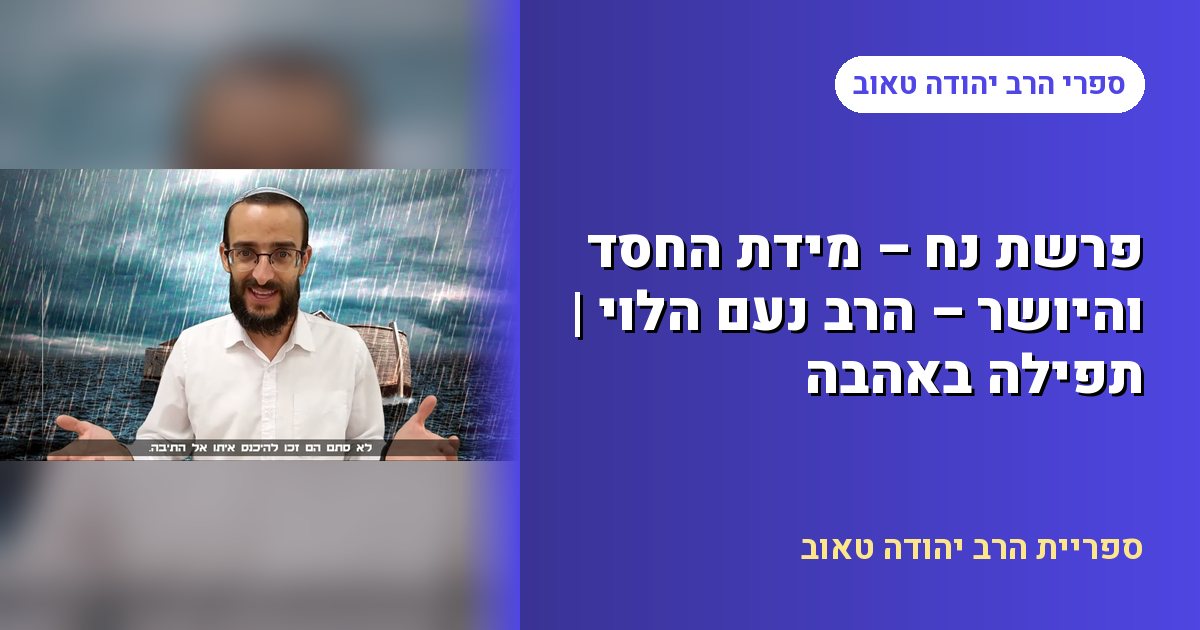 ספרי הרב יהודה טאוב
פרשת נח – מידת החסד
והיושר – הרב נעם הלוי |
תפילה באהבה
לא סתם הם זכו להיכנס איתו אל התיבה.
ספריית הרב יהודה טאוב